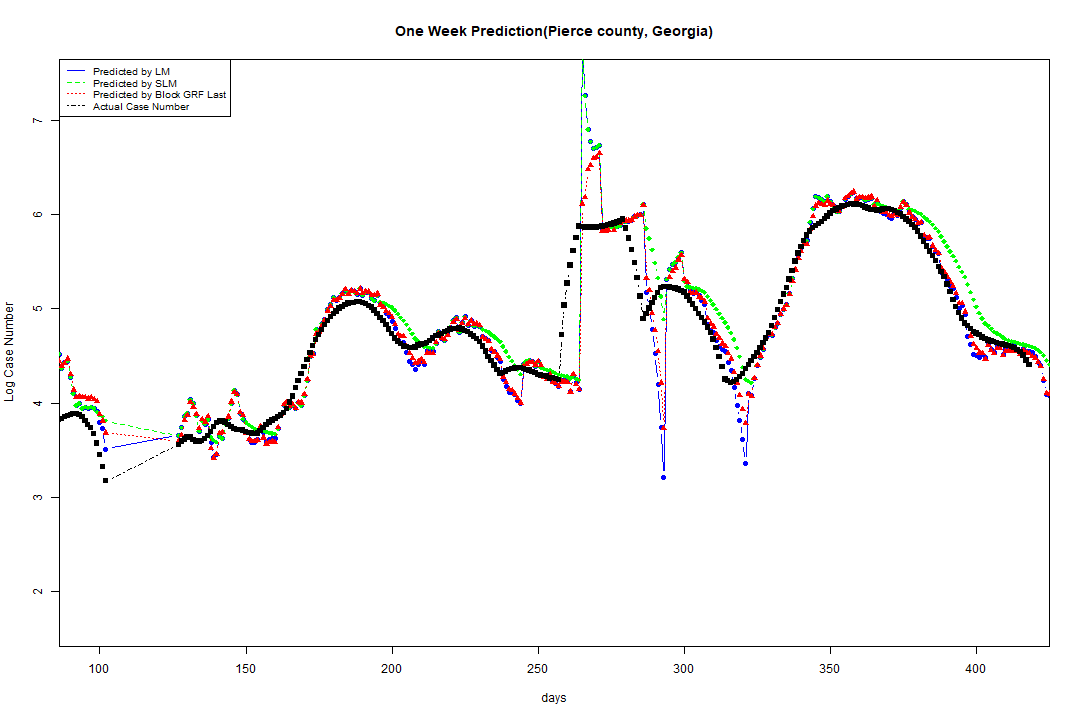 One Week Prediction(Pierce county, Georgia)
Predicted by LM
Predicted by SLM
Predicted by Block GRF Last
Actual Case Number
Log Case Number
7
6
5
4
3
2
100 150 200 250 300 350 400
days